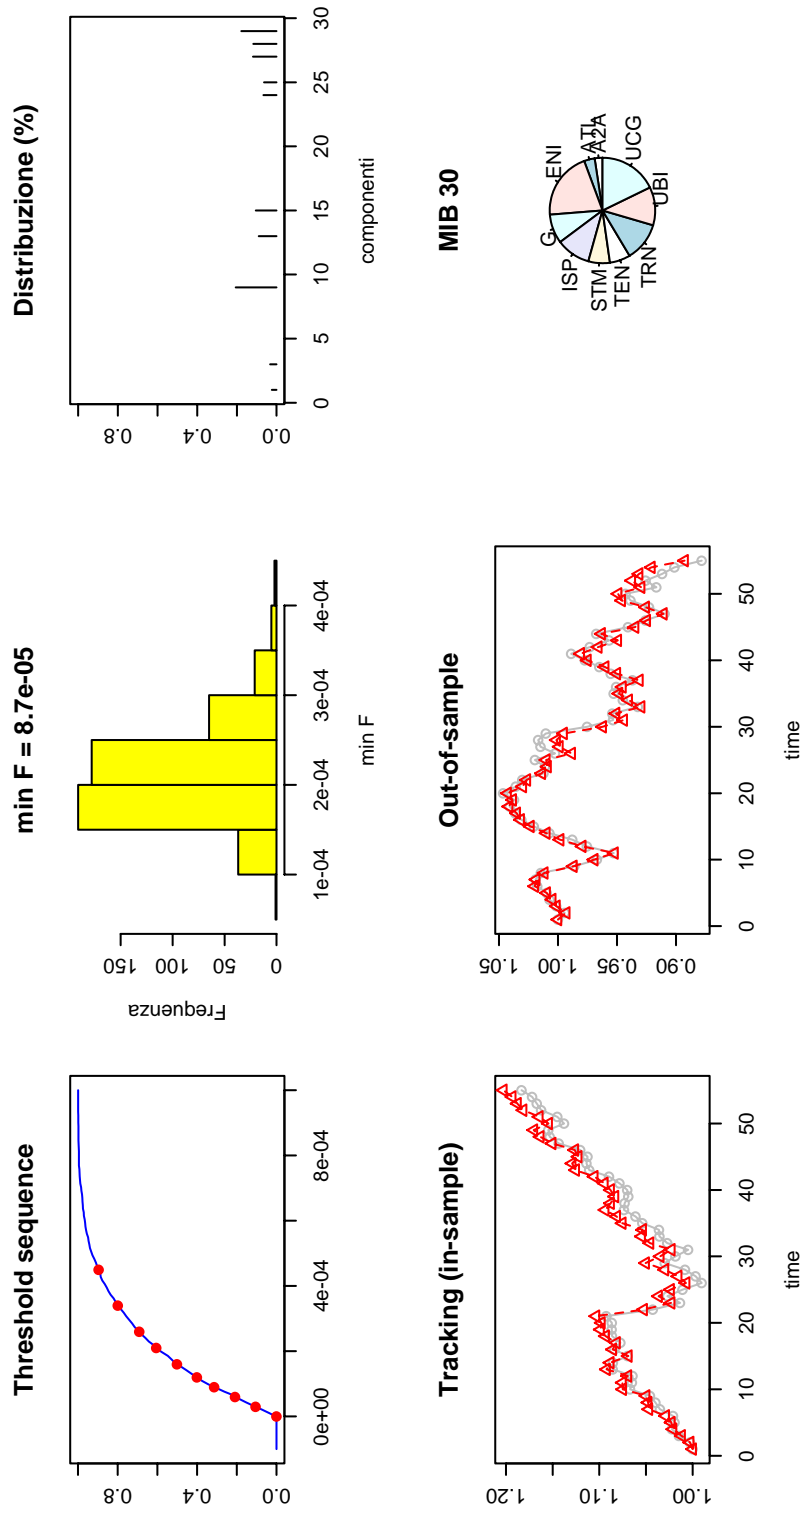 Threshold sequence
0.0 0.4 0.8
0e+00 4e-04 8e-04
min F = 8.7e-05
Frequenza
0 50 100 150
1e-04 2e-04 3e-04 4e-04
min F
Distribuzione (%)
0.0 0.4 0.8
0 5 10 15 20 25 30
componenti
Tracking (in-sample)
1.00 1.10 1.20
0 10 20 30 40 50
time
Out-of-sample
0.90 0.95 1.00 1.05
0 10 20 30 40 50
time
MIB 30
A2A
ATL
ENI
G
ISP
STM
TEN
TRN
UBI
UCG